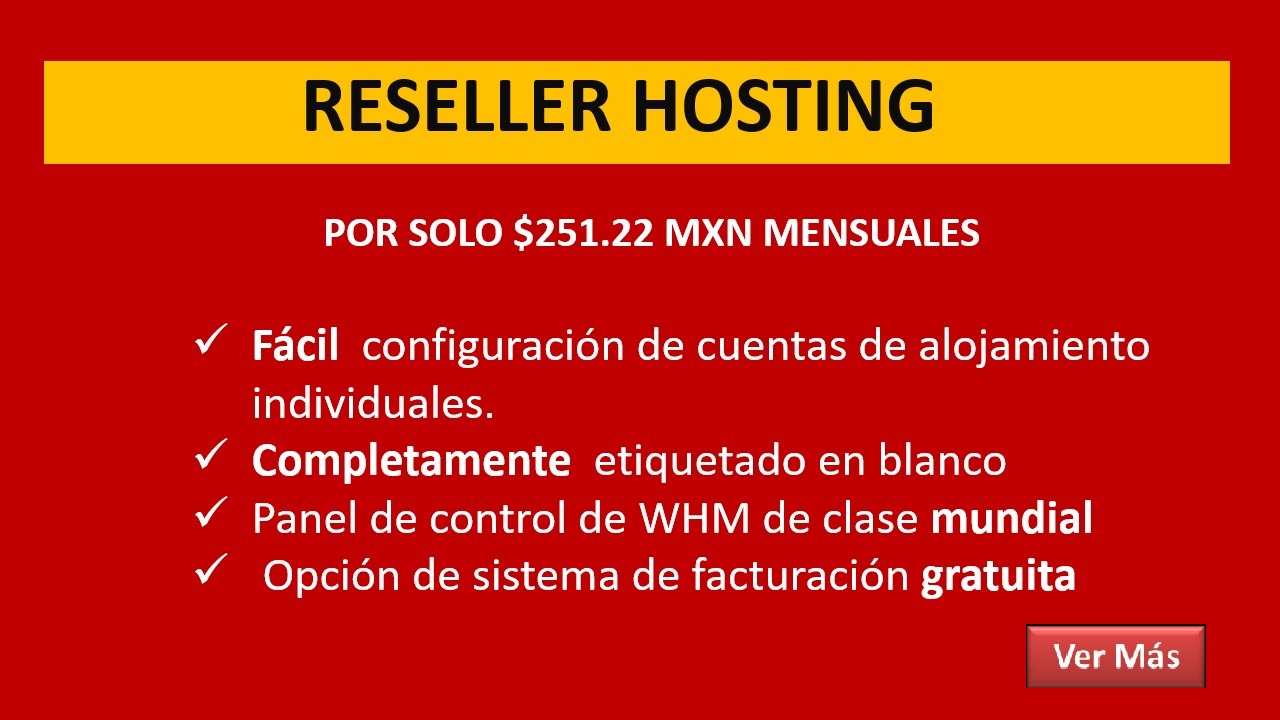 RESELLER HOSTING
POR SOLO $251.22 MXN MENSUALES
✓ Fácil configuración de cuentas de alojamiento
individuales.
✓ Completamente etiquetado en blanco
✓ Panel de control de WHM de clase mundial
✓ Opción de sistema de facturación gratuita
Ver Más